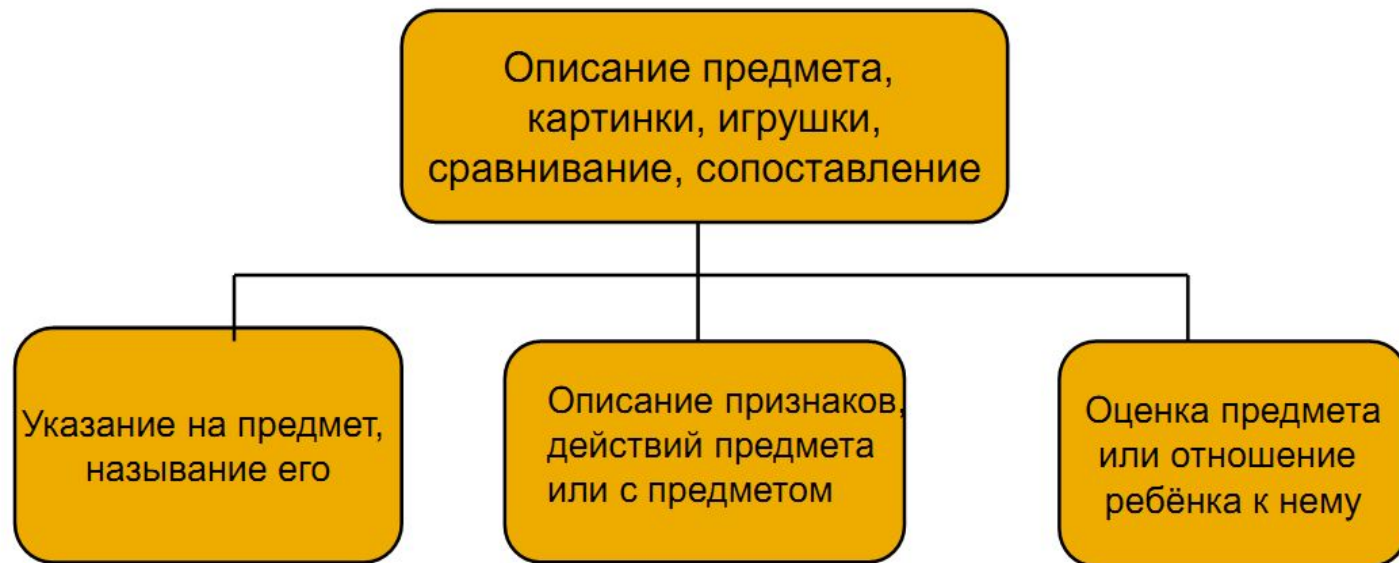 Описание предмета,
картинки, игрушки,
сравнивание, сопоставление
Указание на предмет,
называние его
Описание признаков,
действий предмета
или с предметом
Оценка предмета
или отношение
ребёнка к нему